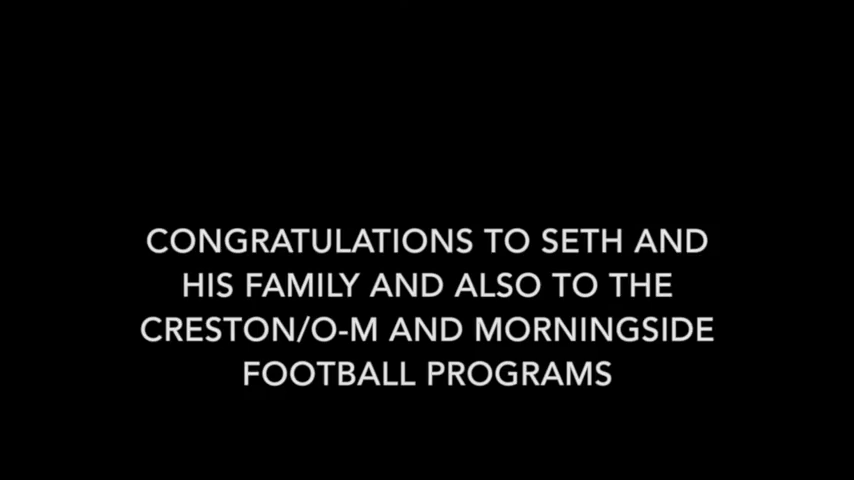 CONGRATULATIONS TO SETH AND
HIS FAMILY AND ALSO TO THE
CRESTON/O-M AND MORNINGSIDE
FOOTBALL PROGRAMS